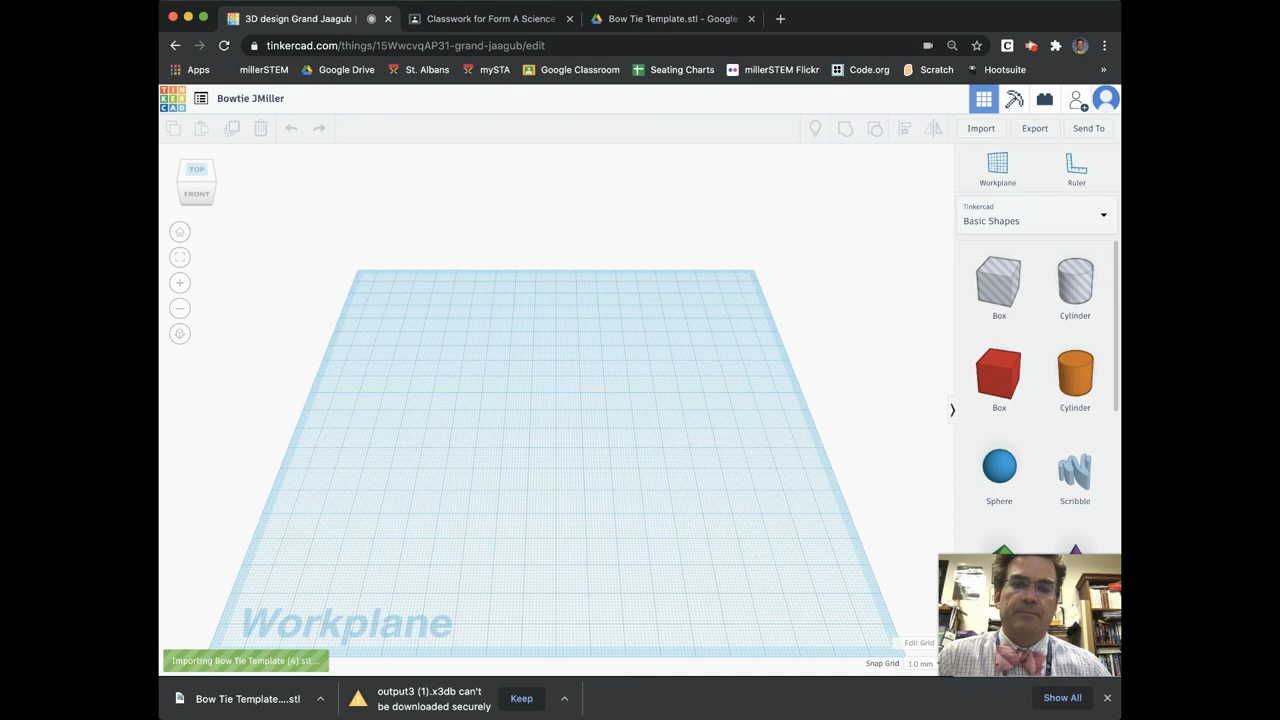 3D design Grand Jaagub
Classwork for Form A Science
Bow Tie Template.stl - Google
tinkercad.com/things/15WwcvqAP31-grand-jaagub/edit
Apps
millerSTEM
Google Drive
St. Albans
mySTA
Google Classroom
Seating Charts
millerSTEM Flickr
Code.org
Scratch
Hootsuite
»
TIN
KER
CAD
Bowtie JMiller
Import
Export
Send To
TOP
FRONT
Workplane
Ruler
Tinkercad
Basic Shapes
Box
Cylinder
Box
Cylinder
Sphere
Scribble
Workplane
Edit Grid
Snap Grid
1.0 mm
Importing Bow Tie Template (4).stl ...
Bow Tie Template....stl
output3 (1).x3db can't
be downloaded securely
Keep
Show All